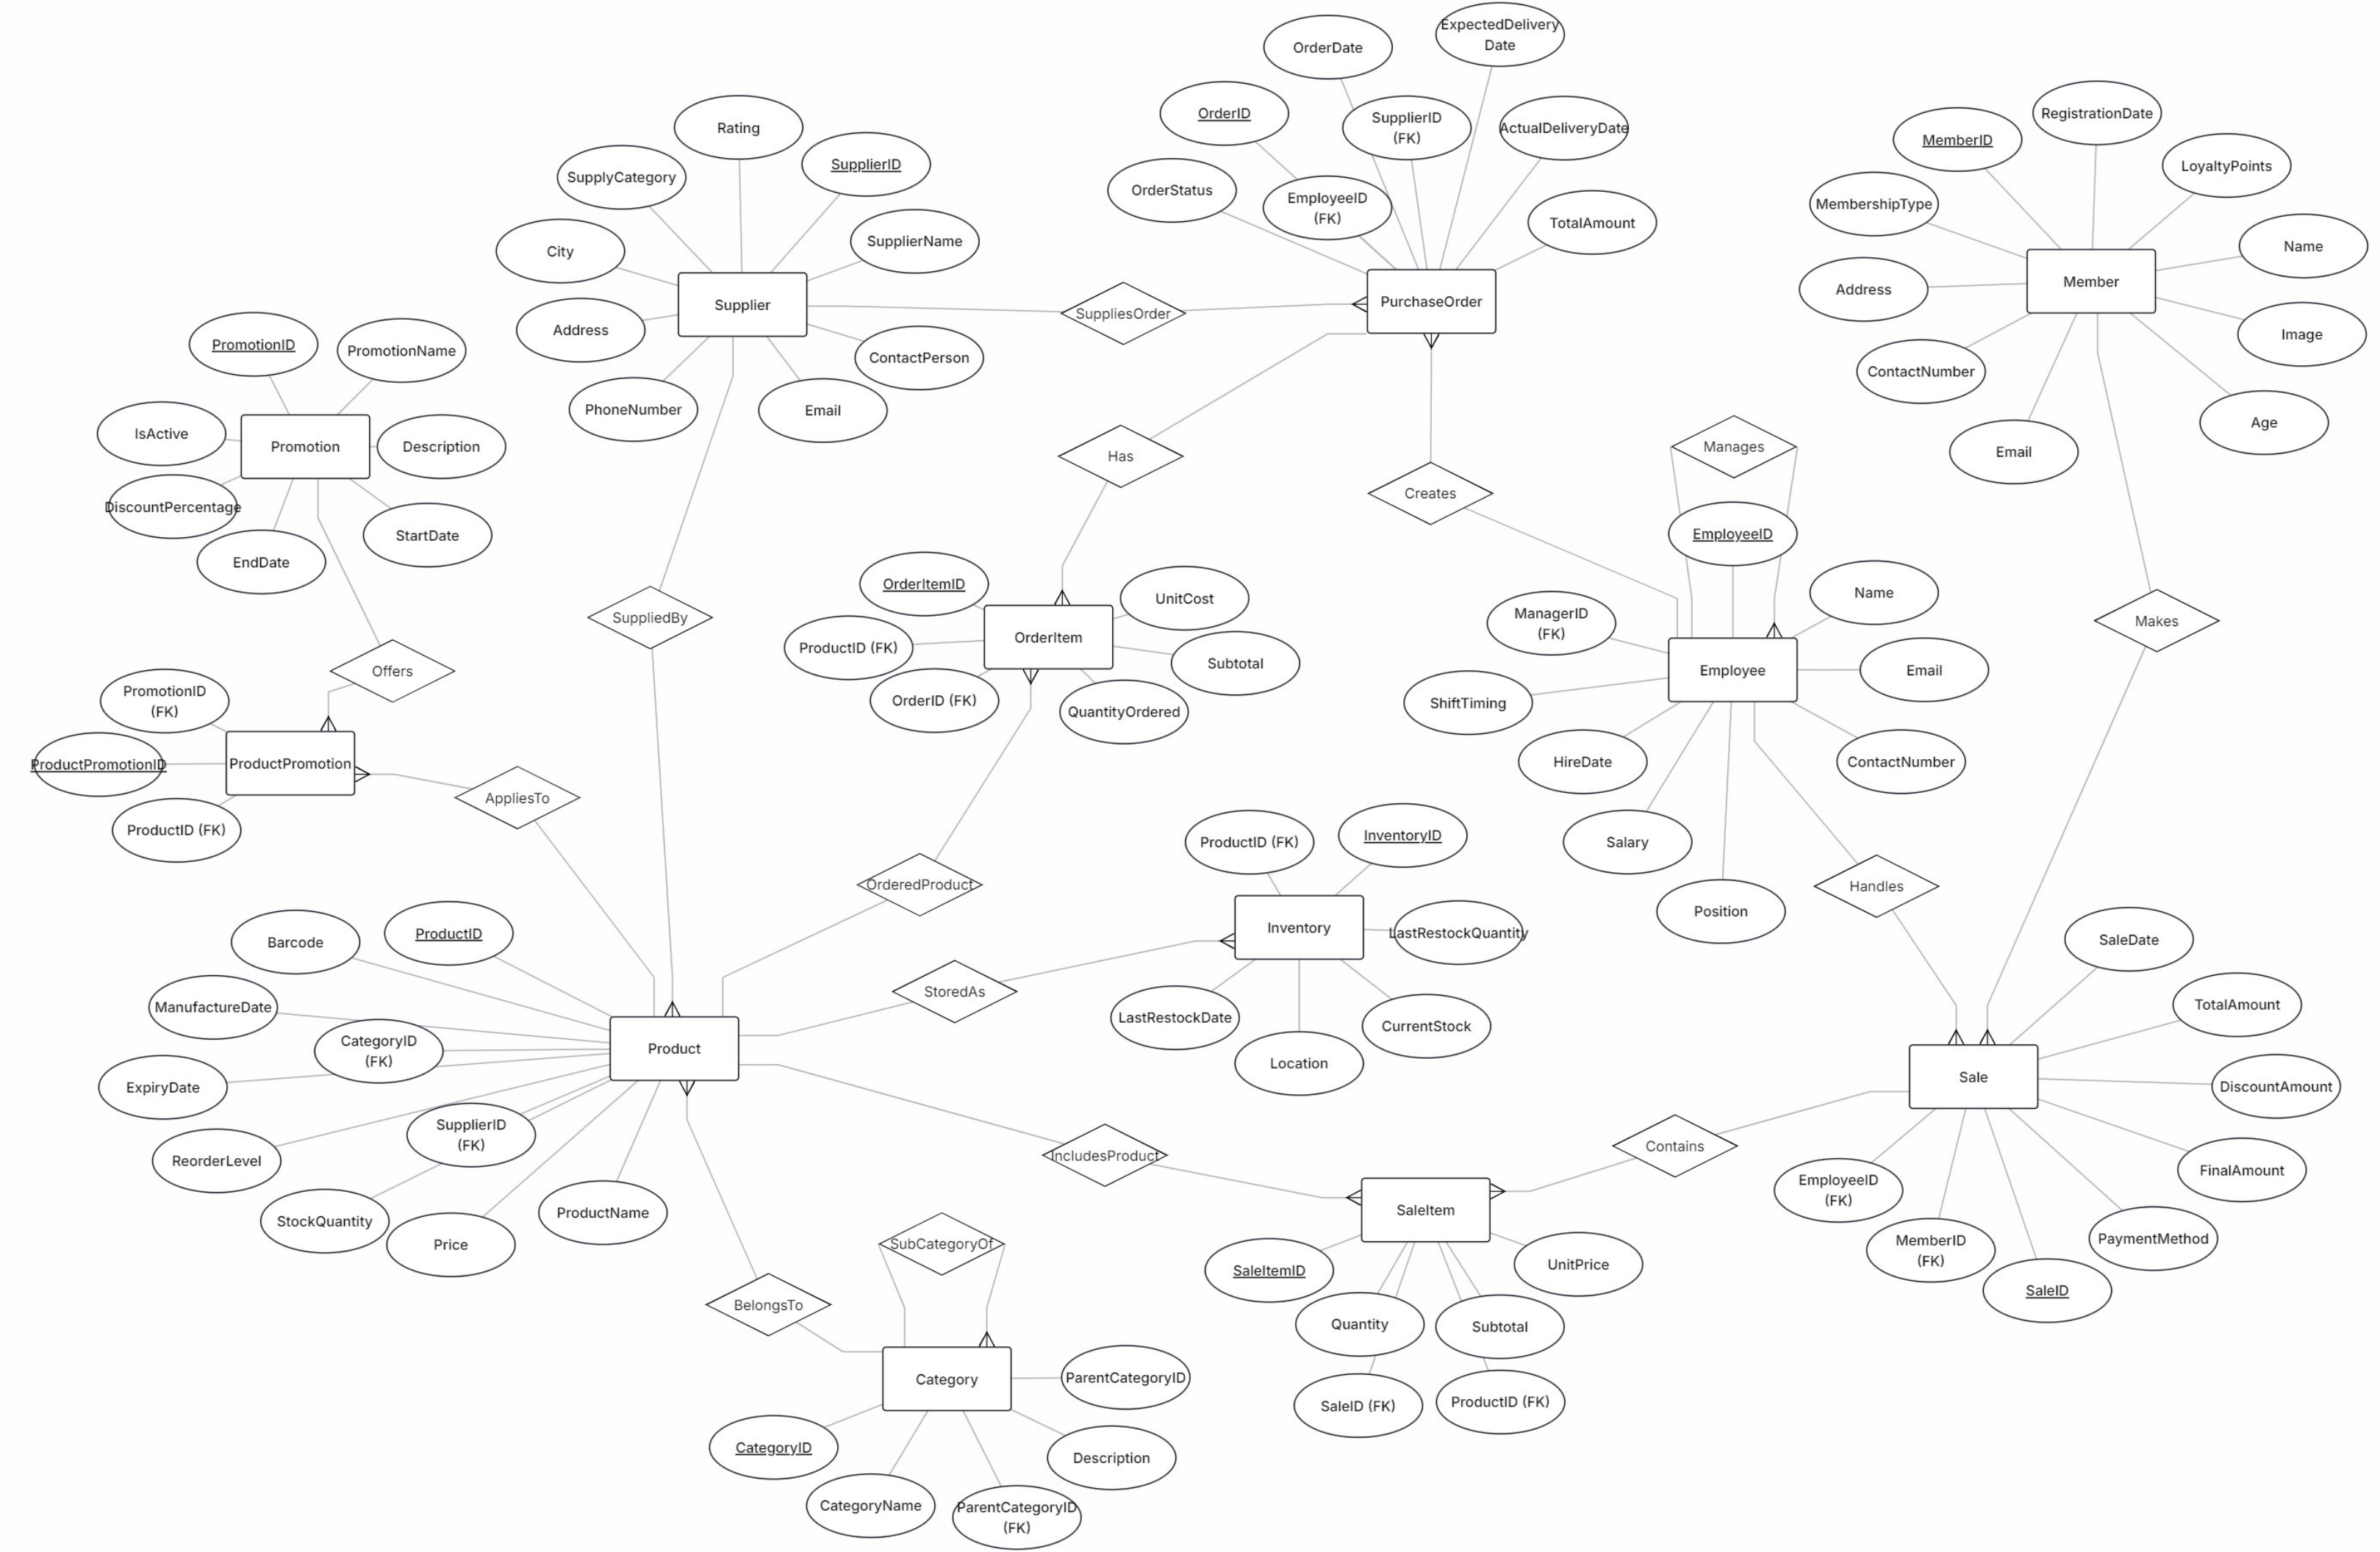 ExpectedDelivery
Date
OrderDate
OrderID
SupplierID
(FK)
ActualDeliveryDate
OrderStatus
EmployeeID
(FK)
TotalAmount
PurchaseOrder
Rating
SupplyCategory
SupplierID
City
SupplierName
Supplier
Address
ContactPerson
PhoneNumber
Email
SuppliesOrder
RegistrationDate
MemberID
LoyaltyPoints
MembershipType
Name
Member
Address
Image
ContactNumber
Age
Email
PromotionID
PromotionName
IsActive
Promotion
Description
DiscountPercentage
StartDate
EndDate
Has
Creates
Manages
EmployeeID
Name
ManagerID
(FK)
Employee
Email
ShiftTiming
HireDate
ContactNumber
Salary
Position
SuppliedBy
OrderItemID
UnitCost
ProductID (FK)
OrderItem
Subtotal
OrderID (FK)
QuantityOrdered
Makes
Offers
PromotionID
(FK)
ProductPromotionID
ProductPromotion
ProductID (FK)
AppliesTo
OrderedProduct
Handles
ProductID (FK)
InventoryID
Inventory
LastRestockQuantity
StoredAs
LastRestockDate
CurrentStock
Location
Barcode
ProductID
ManufactureDate
CategoryID
(FK)
Product
ExpiryDate
SupplierID
(FK)
ReorderLevel
StockQuantity
Price
ProductName
SaleDate
TotalAmount
Sale
DiscountAmount
EmployeeID
(FK)
FinalAmount
MemberID
(FK)
PaymentMethod
SaleID
IncludesProduct
Contains
SaleItem
SaleItemID
UnitPrice
Quantity
Subtotal
SaleID (FK)
ProductID (FK)
SubCategoryOf
BelongsTo
Category
ParentCategoryID
CategoryID
Description
CategoryName
ParentCategoryID
(FK)